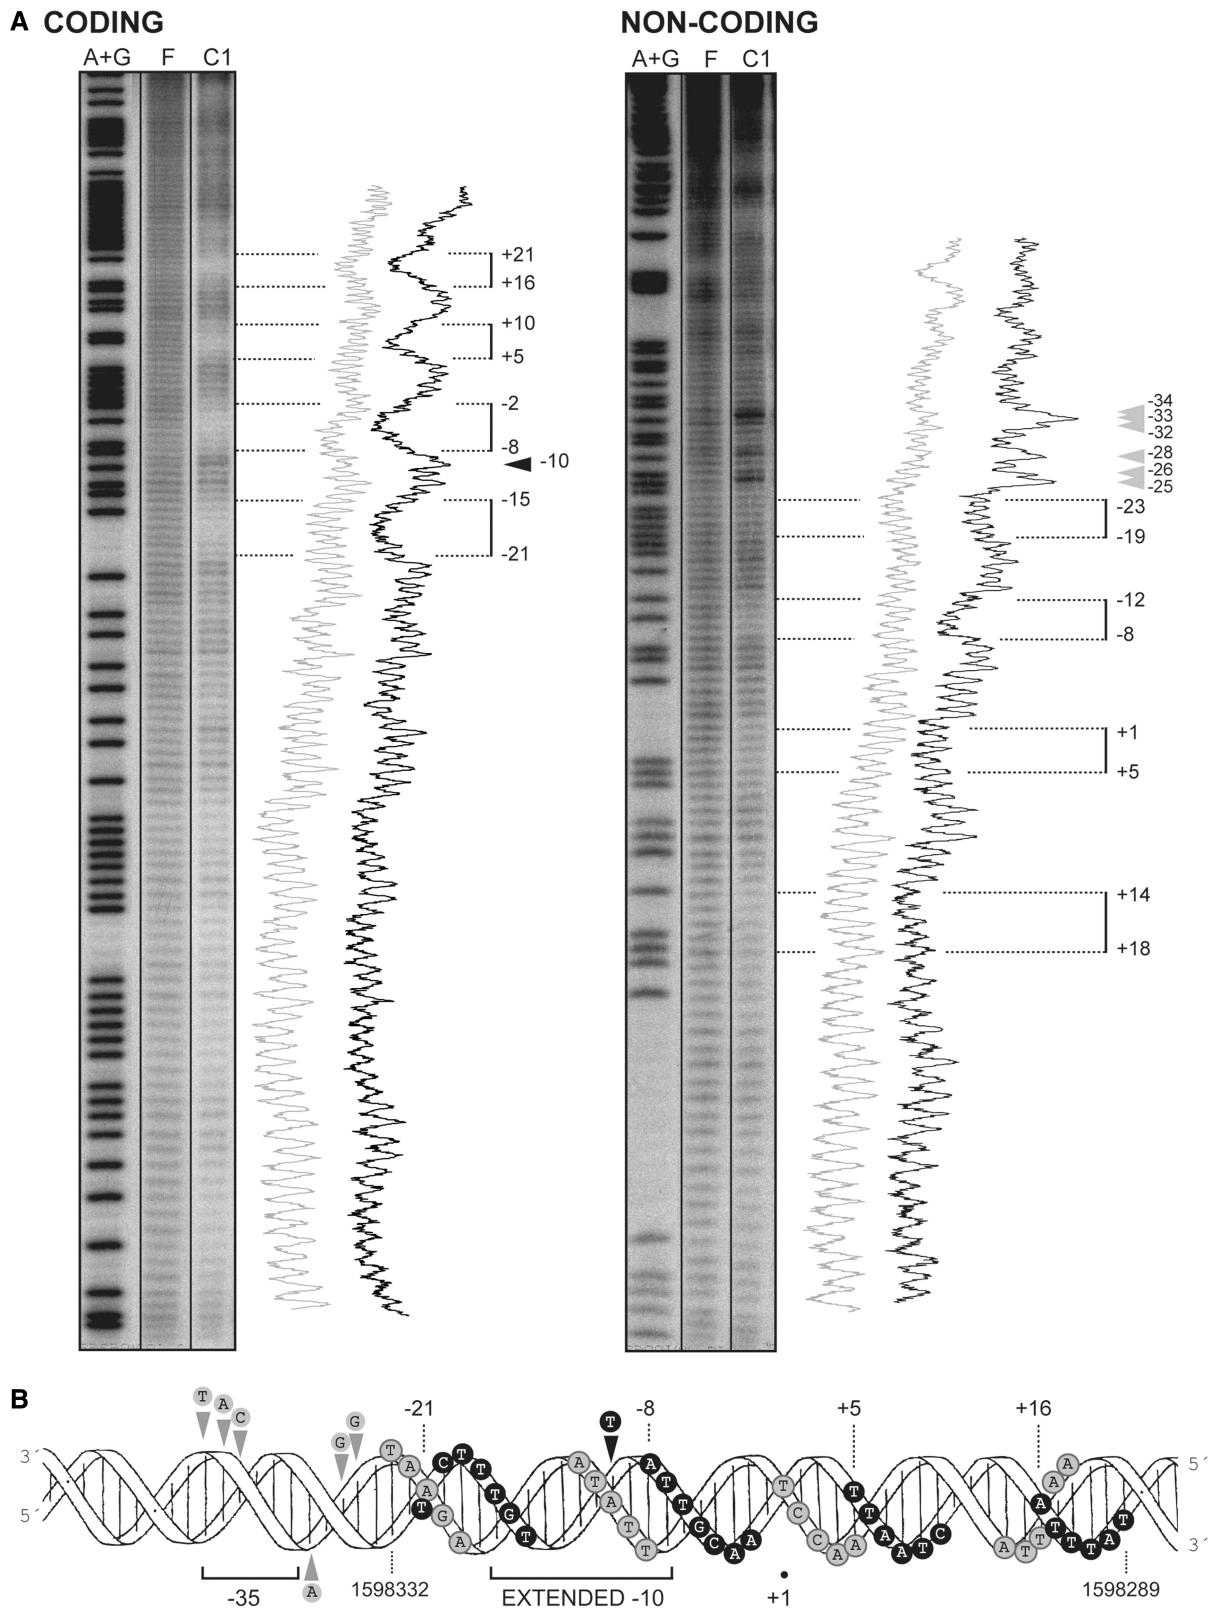 A CODING
NON-CODING
A+G F C1
A+G F C1
+21
+16
+10
+5
-2
-8
-10
-15
-21
-34
-33
-32
-28
-26
-25
-23
-19
-12
-8
+1
+5
+14
+18
B
T A C
G G
-21
T
-8
+5
+16
3´
5´
5´
3´
T A A G A
T C T T T G T
A T A T T
A T T G C A A
T C C A A
T T A A T C
A T T T A A
A T T A T
A
-35
1598332
EXTENDED -10
+1
1598289